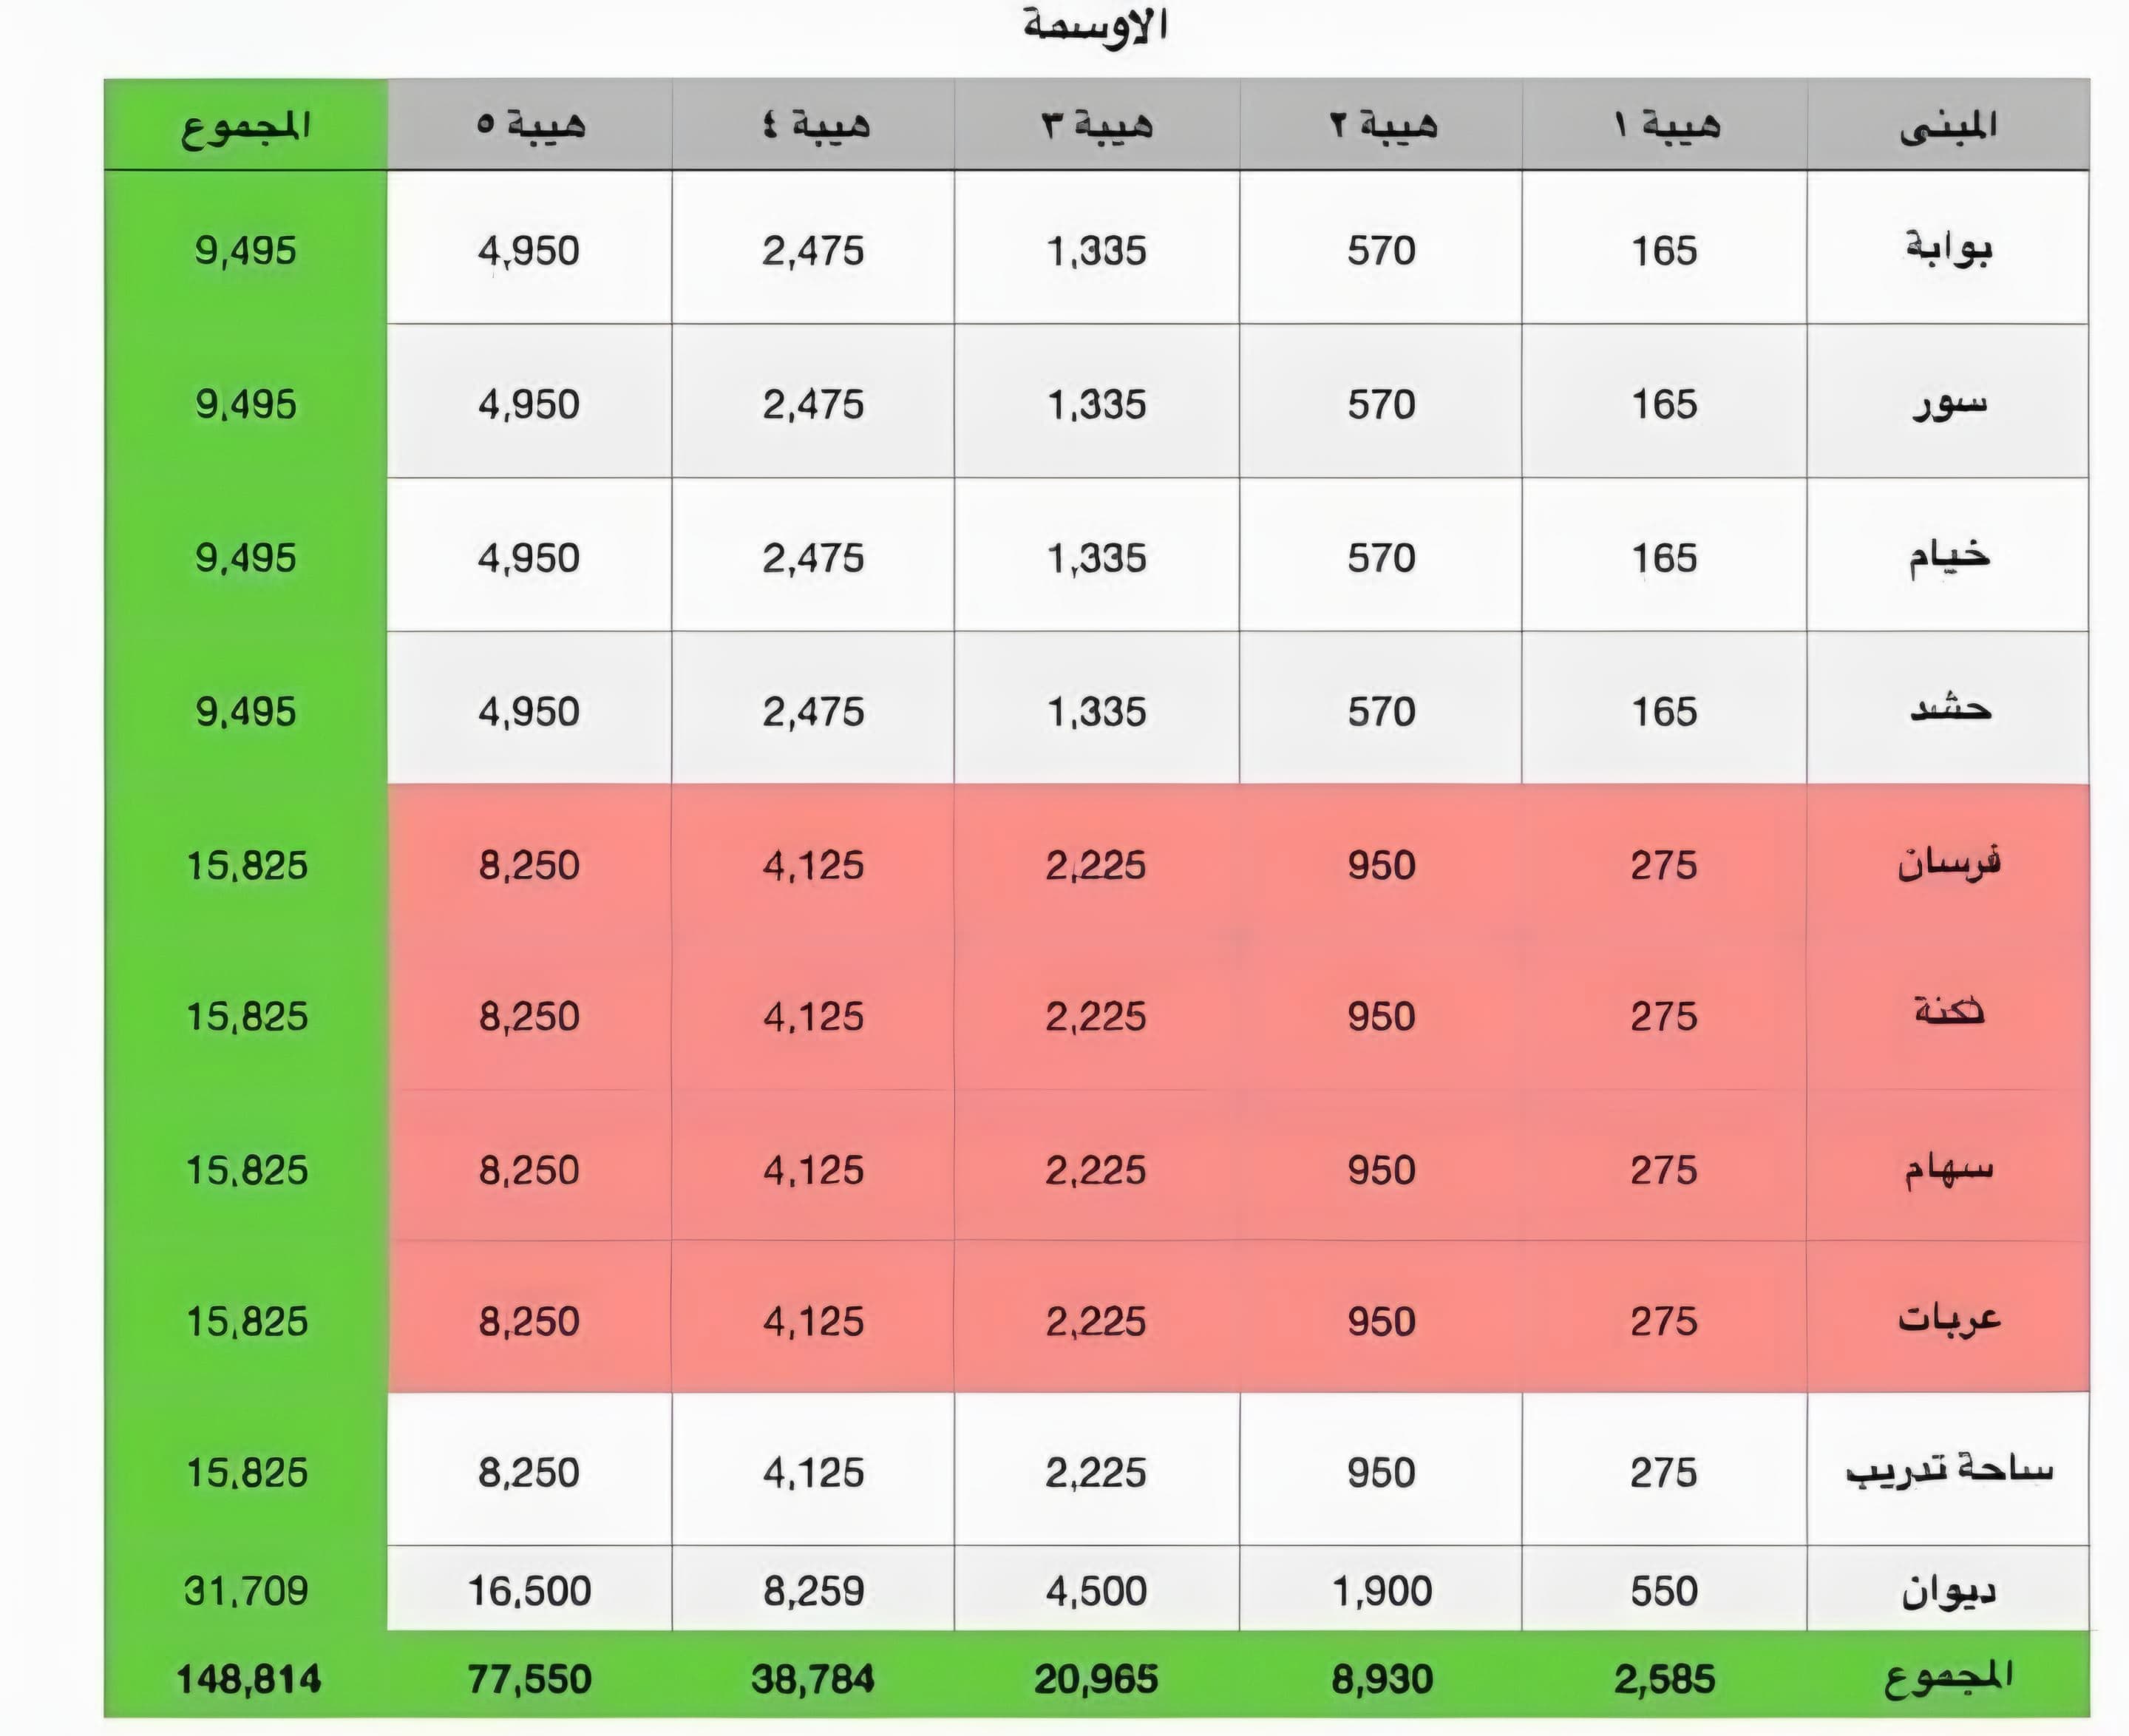 الاوسمة
المبنى هيبة ١ هيبة ٢ هيبة ٣ هيبة ٤ هيبة ٥ المجموع
بوابة 165 570 1,335 2,475 4,950 9,495
سور 165 570 1,335 2,475 4,950 9,495
خيام 165 570 1,335 2,475 4,950 9,495
حشد 165 570 1,335 2,475 4,950 9,495
فرسان 275 950 2,225 4,125 8,250 15,825
ثكنة 275 950 2,225 4,125 8,250 15,825
سهام 275 950 2,225 4,125 8,250 15,825
عربات 275 950 2,225 4,125 8,250 15,825
ساحة تدريب 275 950 2,225 4,125 8,250 15,825
ديوان 550 1,900 4,500 8,259 16,500 31,709
المجموع 2,585 8,930 20,965 38,784 77,550 148,814